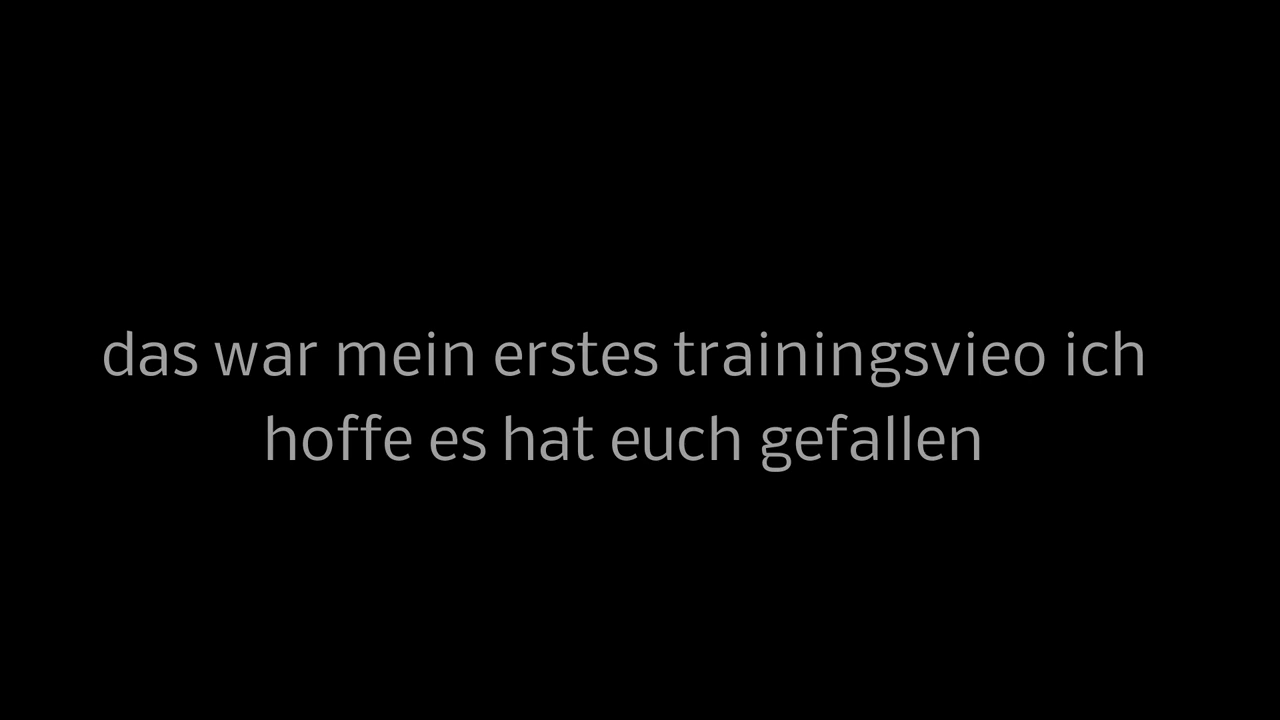 das war mein erstes trainingsvieo ich
hoffe es hat euch gefallen